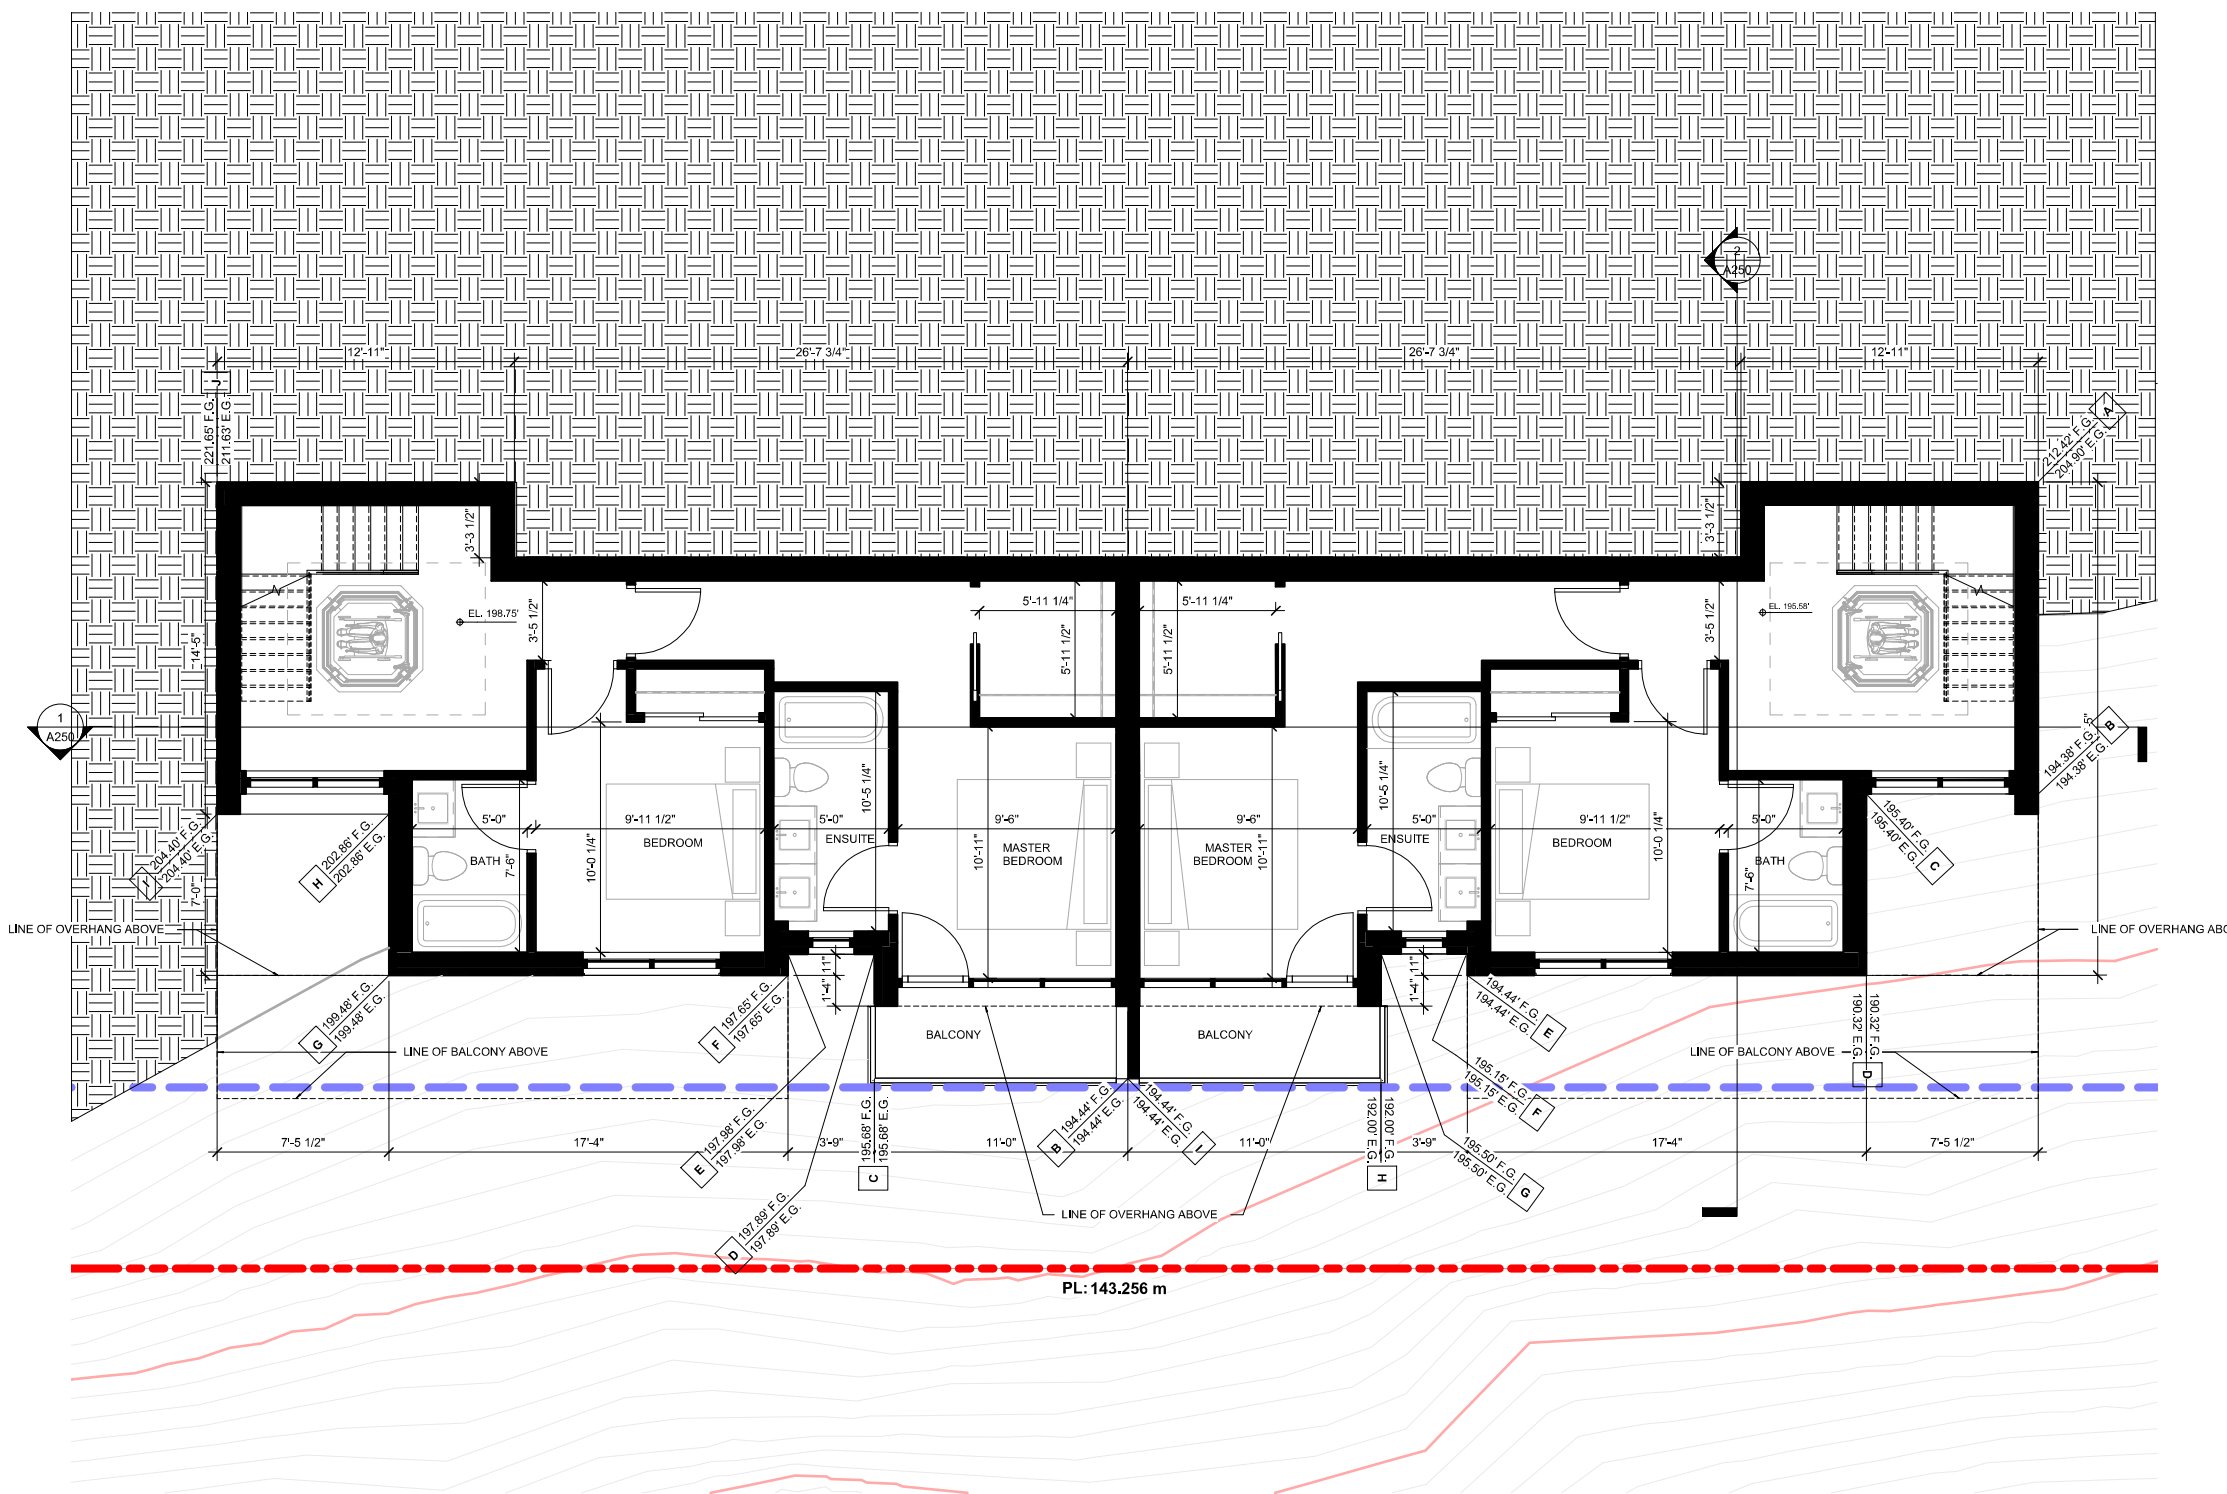 2
A250
12'-11"
26'-7 3/4"
26'-7 3/4"
12'-11"
J
221.65' F.G.
211.63' E.G.
A
212.42' F.G.
204.90' E.G.
3'-3 1/2"
3'-3 1/2"
EL. 198.75'
3'-5 1/2"
5'-11 1/4"
5'-11 1/2"
5'-11 1/4"
5'-11 1/2"
3'-5 1/2"
EL. 195.58'
14'-5"
1
A250
B
194.38' F.G.
194.38' E.G.
5'-0"
9'-11 1/2"
5'-0"
9'-6"
9'-6"
5'-0"
9'-11 1/2"
5'-0"
10'-5 1/4"
10'-5 1/4"
BATH
7'-6"
10'-0 1/4"
BEDROOM
ENSUITE
10'-11"
MASTER
BEDROOM
MASTER
BEDROOM
10'-11"
ENSUITE
BEDROOM
10'-0 1/4"
BATH
7'-6"
195.40' F.G.
195.40' E.G.
C
I
204.40' F.G.
204.40' E.G.
H
202.86' F.G.
202.86' E.G.
7'-0"
LINE OF OVERHANG ABOVE
LINE OF OVERHANG ABO
11"
1'-4"
11"
1'-4"
G
199.48' F.G.
199.48' E.G.
F
197.65' F.G.
197.65' E.G.
BALCONY
BALCONY
194.44' F.G.
194.44' E.G.
E
190.32' F.G.
190.32' E.G.
D
LINE OF BALCONY ABOVE
LINE OF BALCONY ABOVE
195.15' F.G.
195.15' E.G.
F
7'-5 1/2"
17'-4"
3'-9"
11'-0"
11'-0"
3'-9"
17'-4"
7'-5 1/2"
E
197.98' F.G.
197.98' E.G.
195.68' F.G.
195.68' E.G.
C
B
194.44' F.G.
194.44' E.G.
194.44' F.G.
194.44' E.G.
I
192.00' F.G.
192.00' E.G.
H
195.50' F.G.
195.50' E.G.
G
D
197.89' F.G.
197.89' E.G.
LINE OF OVERHANG ABOVE
PL: 143.256 m